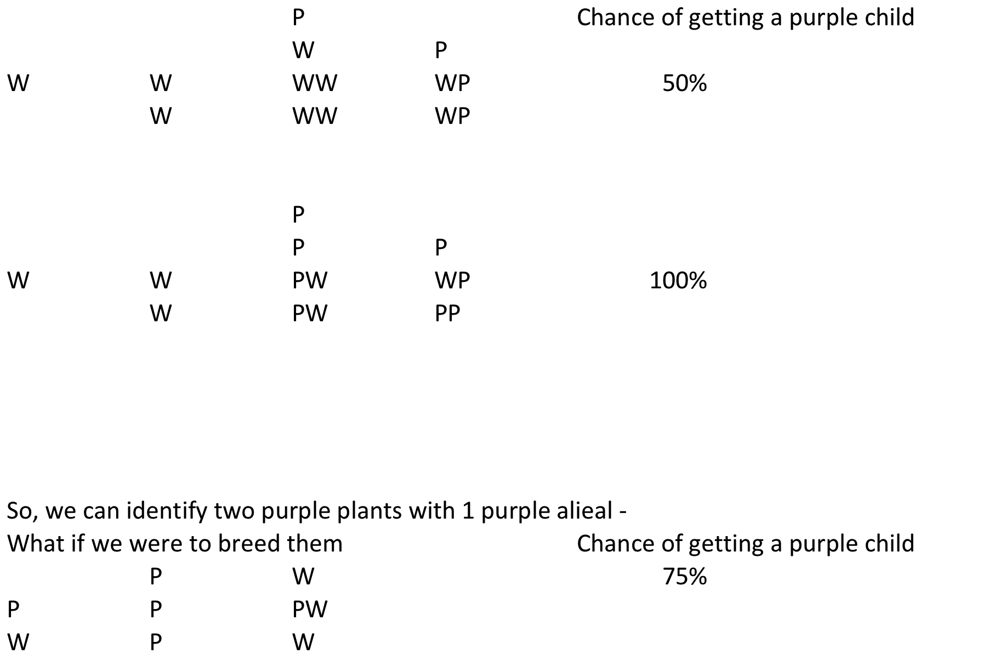 P Chance of getting a purple child
W P
W W WW WP 50%
W WW WP
P
P P
W W PW WP 100%
W PW PP
So, we can identify two purple plants with 1 purple alieal -
What if we were to breed them Chance of getting a purple child
P W 75%
P P PW
W P W